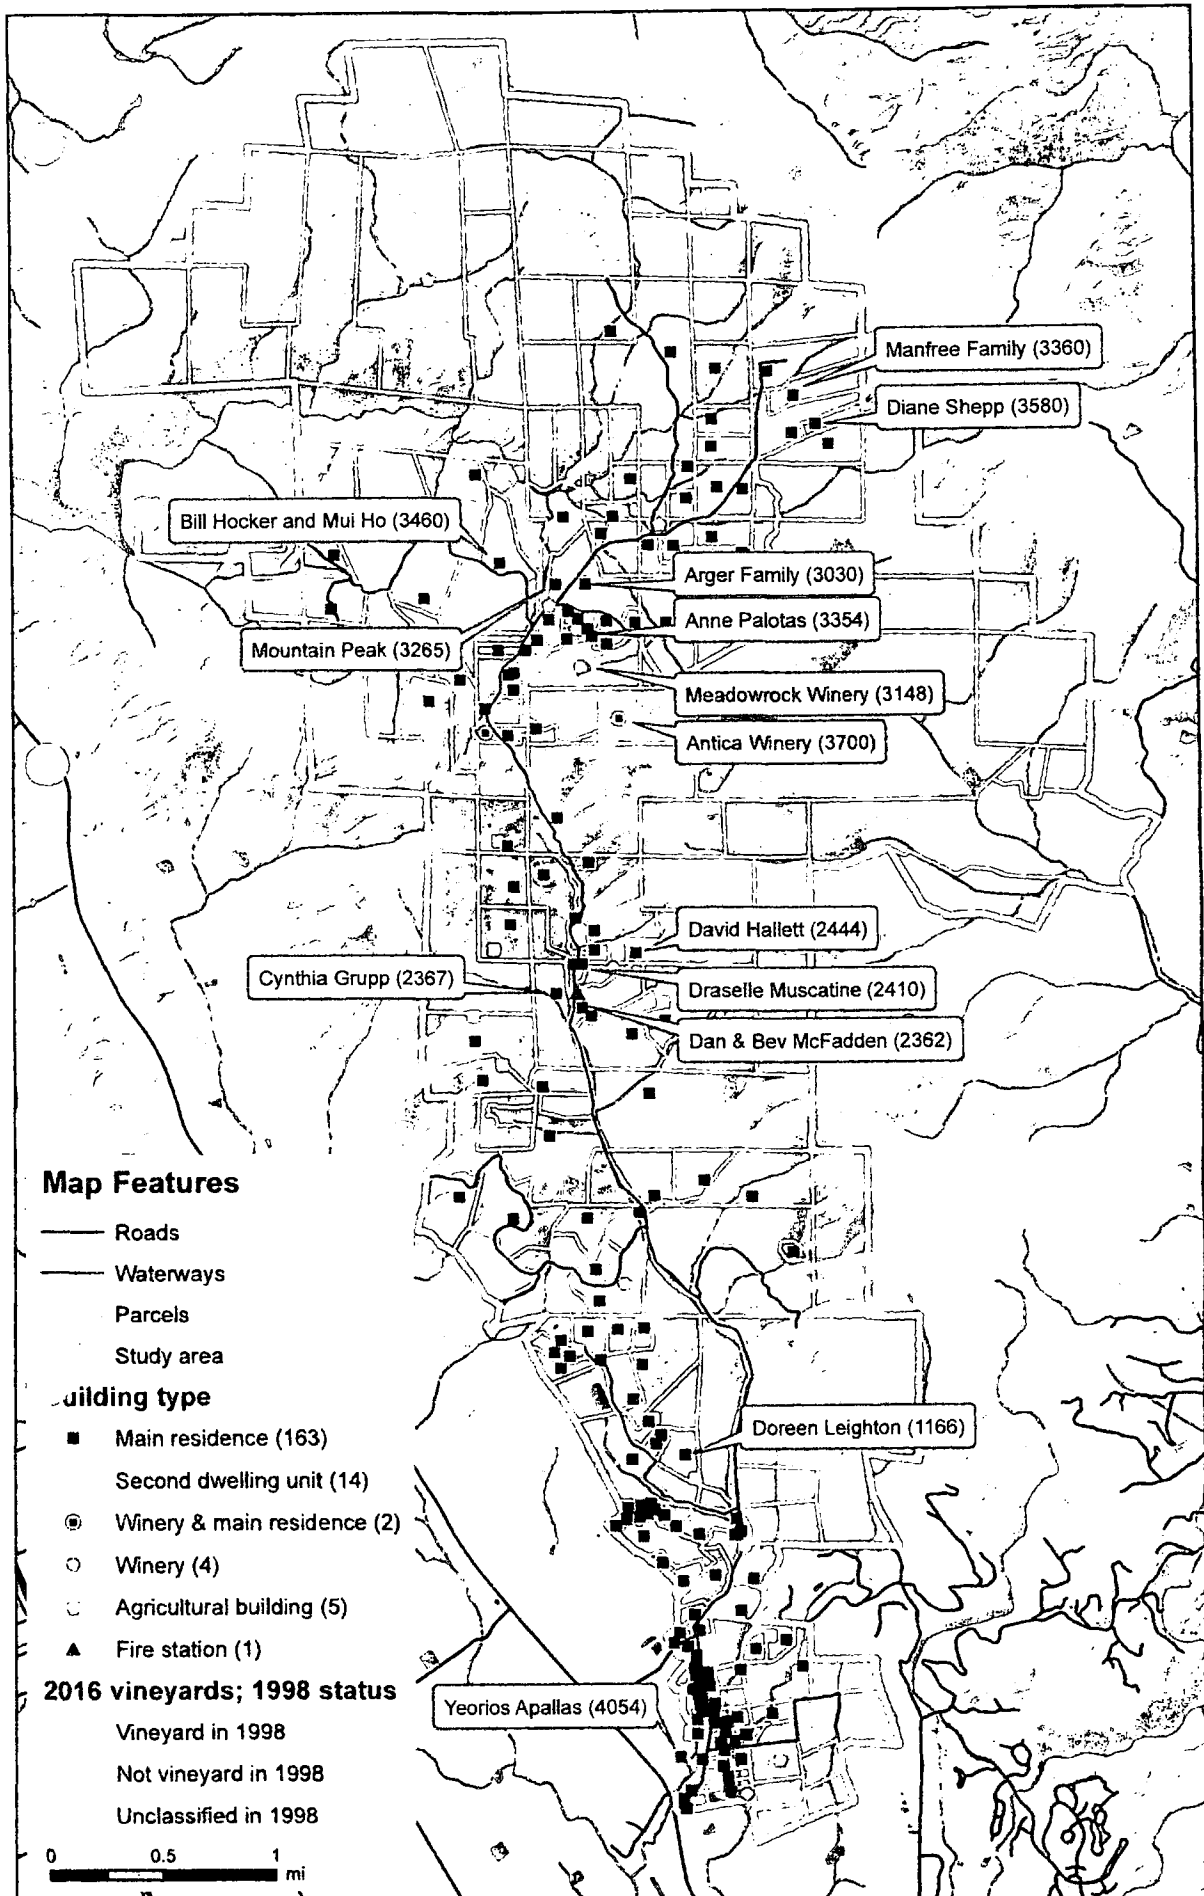 Manfree Family (3360)
Diane Shepp (3580)
Bill Hocker and Mui Ho (3460)
Arger Family (3030)
Anne Palotas (3354)
Mountain Peak (3265)
Meadowrock Winery (3148)
Antica Winery (3700)
David Hallett (2444)
Cynthia Grupp (2367)
Draselle Muscatine (2410)
Dan & Bev McFadden (2362)
Map Features
Roads
Waterways
Parcels
Study area
uilding type
Main residence (163)
Second dwelling unit (14)
Winery & main residence (2)
Winery (4)
Agricultural building (5)
Fire station (1)
2016 vineyards; 1998 status
Vineyard in 1998
Not vineyard in 1998
Unclassified in 1998
0 0.5 1
mi
Doreen Leighton (1166)
Yeorios Apallas (4054)